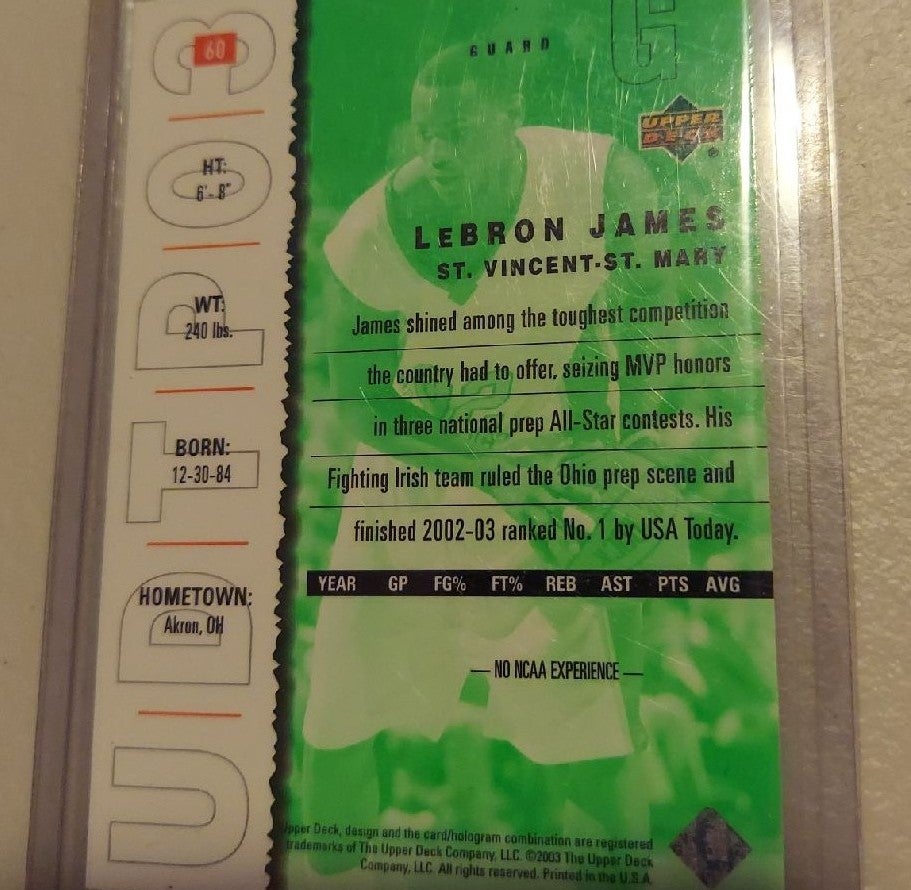 60
HT:
6'-8"
WT:
240 lbs.
BORN:
12-30-84
HOMETOWN:
Akron, OH
UDTP03
G
GUARD
UPPER
DECK
LEBRON JAMES
ST. VINCENT-ST. MARY
James shined among the toughest competition
the country had to offer, seizing MVP honors
in three national prep All-Star contests. His
Fighting Irish team ruled the Ohio prep scene and
finished 2002-03 ranked No. 1 by USA Today.
YEAR GP FG% FT% REB AST PTS AVG
— NO NCAA EXPERIENCE —
Upper Deck, design and the card/hologram combination are registered
trademarks of The Upper Deck Company, LLC. ©2003 The Upper Deck
Company, LLC. All rights reserved. Printed in the U.S.A.